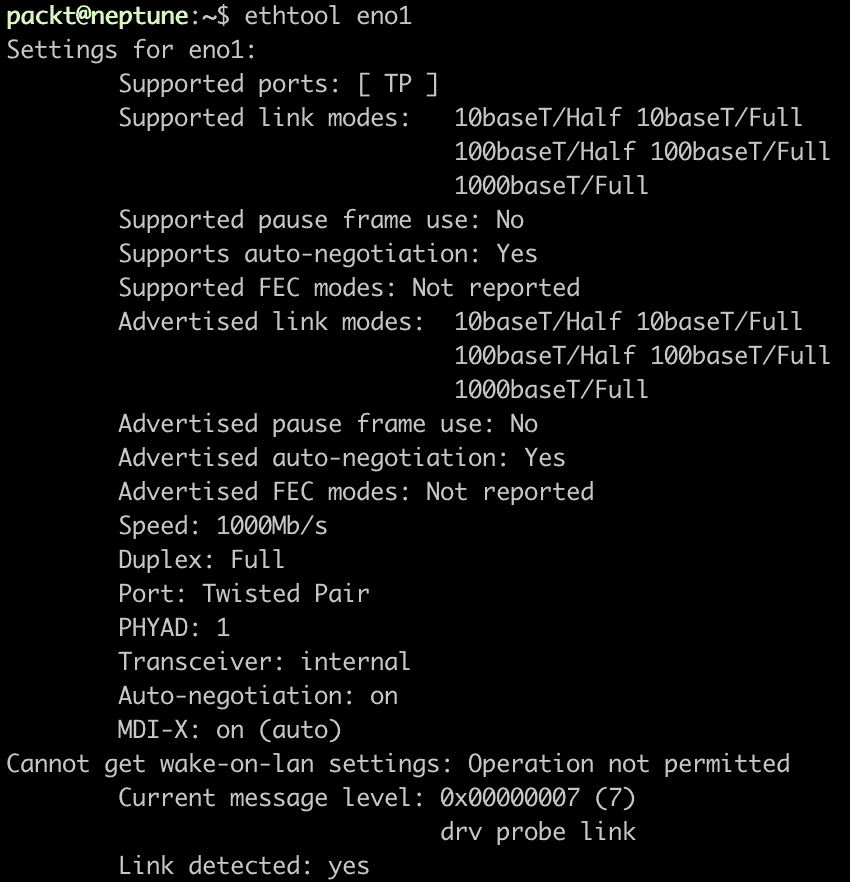 packt@neptune:~$ ethtool eno1
Settings for eno1:
        Supported ports: [ TP ]
        Supported link modes:   10baseT/Half 10baseT/Full
                                100baseT/Half 100baseT/Full
                                1000baseT/Full
        Supported pause frame use: No
        Supports auto-negotiation: Yes
        Supported FEC modes: Not reported
        Advertised link modes:  10baseT/Half 10baseT/Full
                                100baseT/Half 100baseT/Full
                                1000baseT/Full
        Advertised pause frame use: No
        Advertised auto-negotiation: Yes
        Advertised FEC modes: Not reported
        Speed: 1000Mb/s
        Duplex: Full
        Port: Twisted Pair
        PHYAD: 1
        Transceiver: internal
        Auto-negotiation: on
        MDI-X: on (auto)
Cannot get wake-on-lan settings: Operation not permitted
        Current message level: 0x00000007 (7)
                               drv probe link
        Link detected: yes